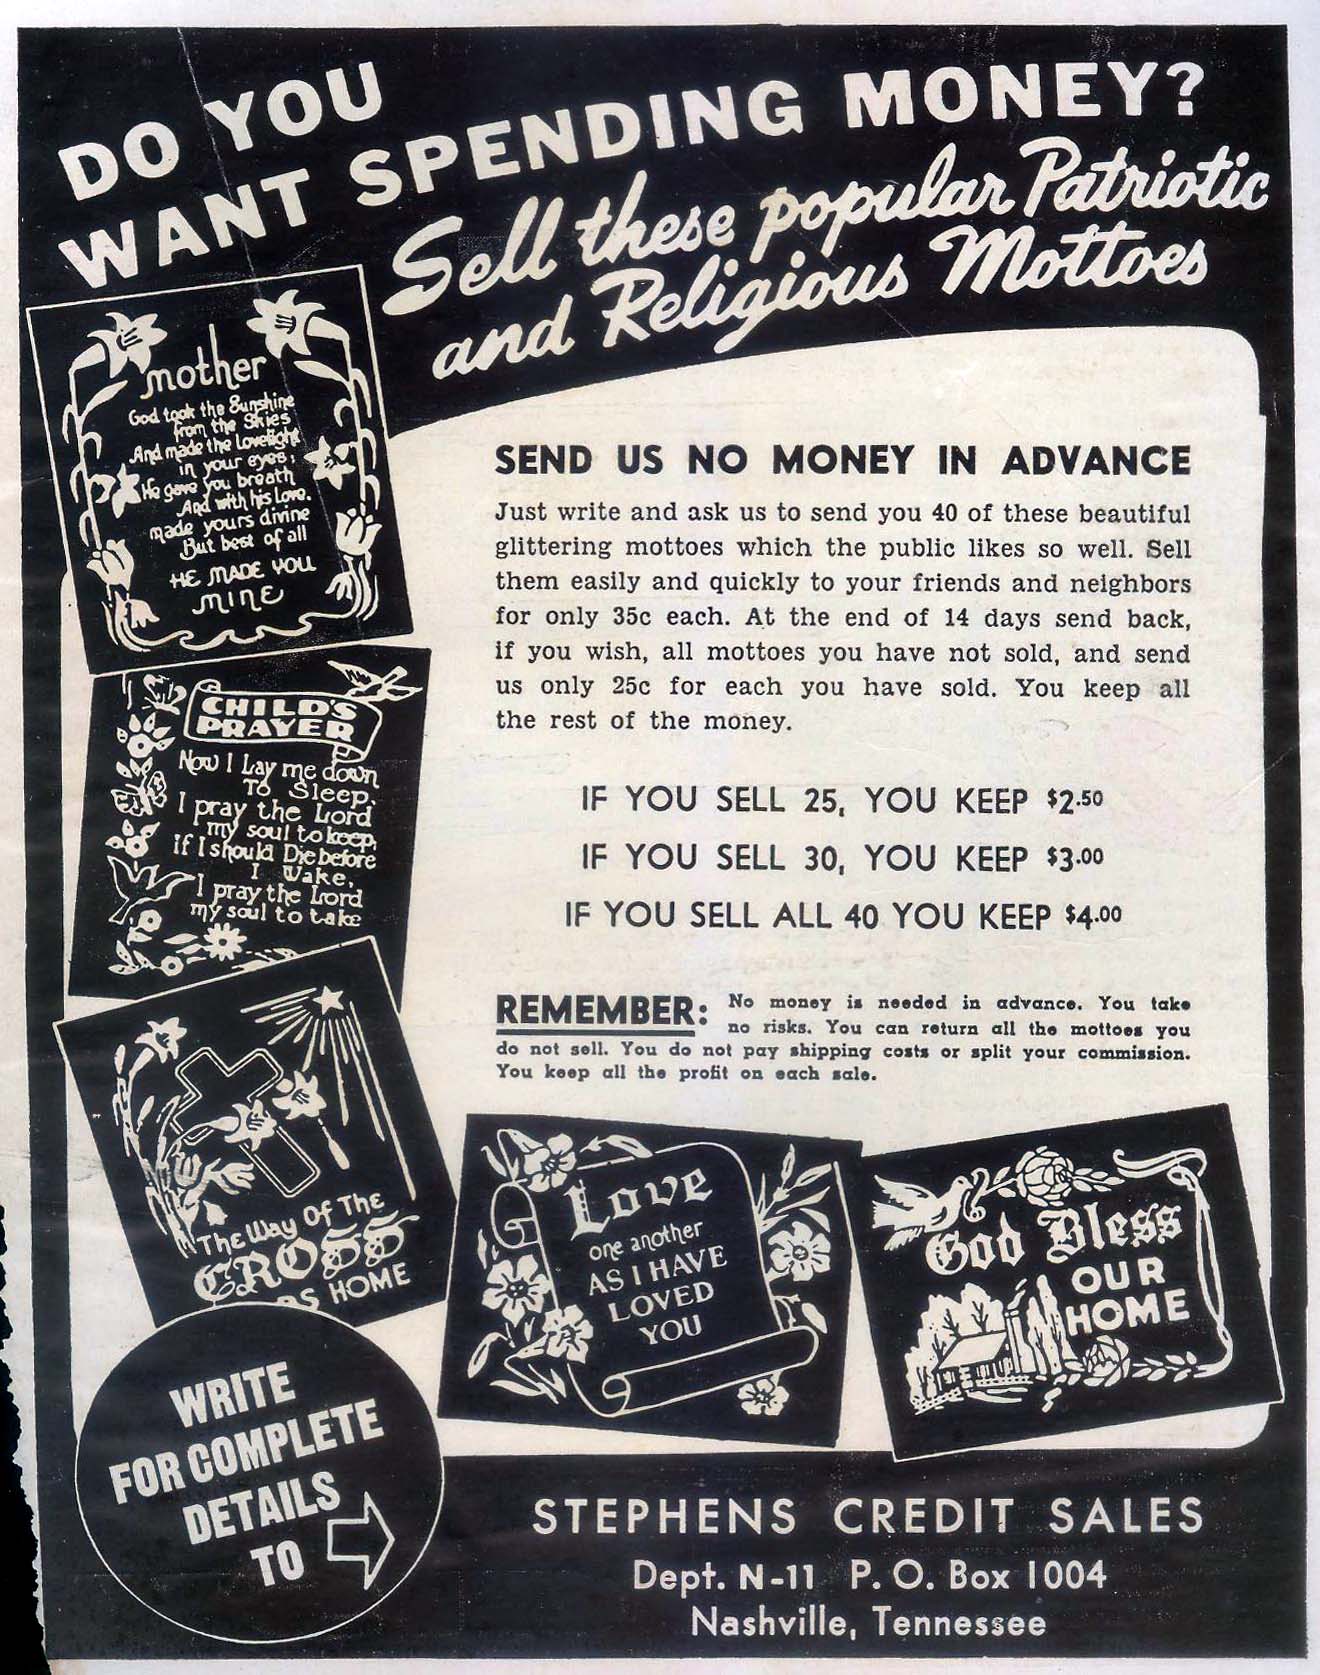 DO YOU
WANT SPENDING MONEY?
Sell these popular Patriotic
and Religious Mottoes
mother
God took the Sunshine
from the Skies
And made the Lovelight
in your eyes;
He gave you breath
And with his Love.
made yours divine
But best of all
HE MADE YOU
MINE
CHILD'S
PRAYER
Now I Lay me down
To Sleep,
I pray the Lord
my soul to keep,
if I should Die before
I Wake,
I pray the Lord
my soul to take
The Way Of The
CROSS
HOME
SEND US NO MONEY IN ADVANCE
Just write and ask us to send you 40 of these beautiful
glittering mottoes which the public likes so well. Sell
them easily and quickly to your friends and neighbors
for only 35c each. At the end of 14 days send back,
if you wish, all mottoes you have not sold, and send
us only 25c for each you have sold. You keep all
the rest of the money.
IF YOU SELL 25, YOU KEEP $2.50
IF YOU SELL 30, YOU KEEP $3.00
IF YOU SELL ALL 40 YOU KEEP $4.00
REMEMBER: No money is needed in advance. You take
no risks. You can return all the mottoes you
do not sell. You do not pay shipping costs or split your commission.
You keep all the profit on each sale.
Love
one another
AS I HAVE
LOVED
YOU
God Bless
OUR
HOME
WRITE
FOR COMPLETE
DETAILS
TO
STEPHENS CREDIT SALES
Dept. N-11 P. O. Box 1004
Nashville, Tennessee